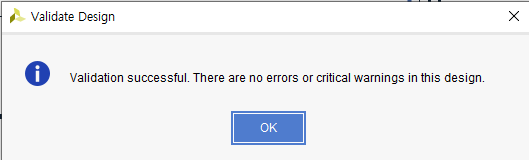 Validate Design
Validation successful. There are no errors or critical warnings in this design.
OK